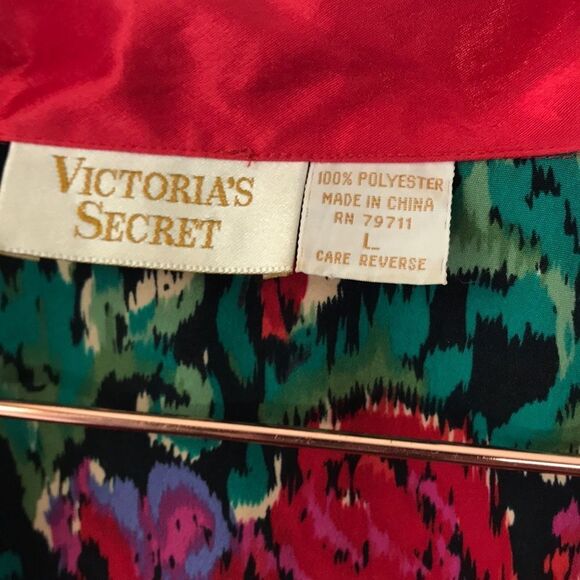 VICTORIA'S
SECRET
100% POLYESTER
MADE IN CHINA
RN 79711
L
CARE REVERSE